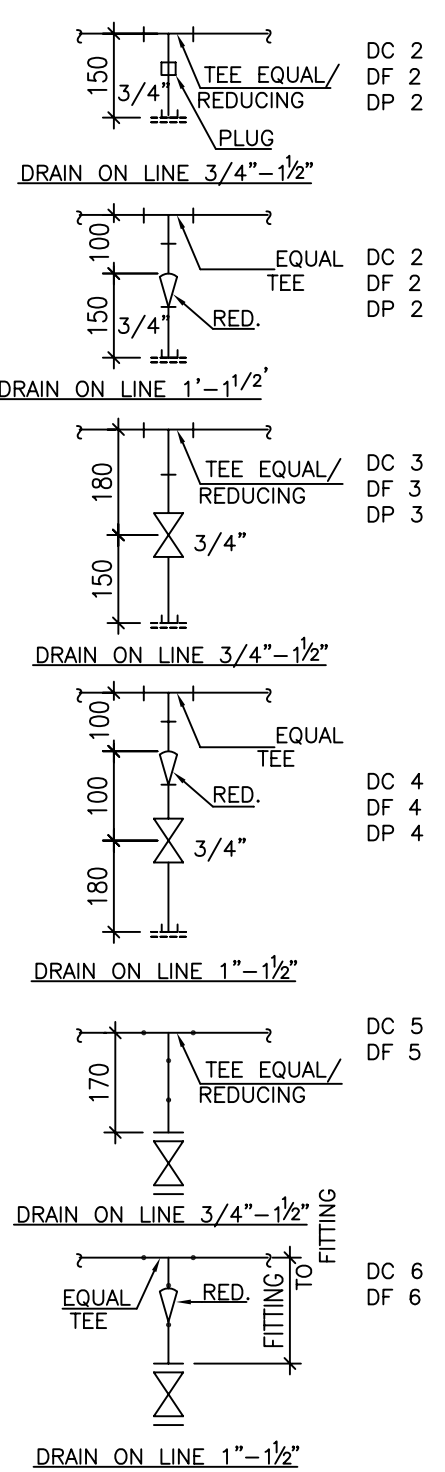 150
3/4"
TEE EQUAL/
REDUCING
PLUG
DC 2
DF 2
DP 2
DRAIN ON LINE 3/4"-1½"
100
150
3/4"
EQUAL
TEE
RED.
DC 2
DF 2
DP 2
DRAIN ON LINE 1'-1 1/2'
180
150
TEE EQUAL/
REDUCING
3/4"
DC 3
DF 3
DP 3
DRAIN ON LINE 3/4"-1½"
100
100
180
EQUAL
TEE
RED.
3/4"
DC 4
DF 4
DP 4
DRAIN ON LINE 1"-1½"
170
TEE EQUAL/
REDUCING
DC 5
DF 5
DRAIN ON LINE 3/4"-1½"
EQUAL
TEE
RED.
FITTING
TO
FITTING
DC 6
DF 6
DRAIN ON LINE 1"-1½"